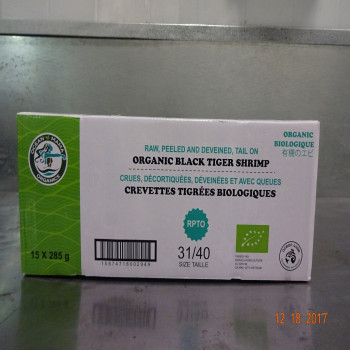 ORGANIC
BIOLOGIQUE
有機のエビ
RAW, PEELED AND DEVEINED, TAIL ON
ORGANIC BLACK TIGER SHRIMP
CRUES, DÉCORTIQUÉES, DÉVEINÉES ET AVEC QUEUES
CREVETTES TIGRÉES BIOLOGIQUES
ORGANICS
RPTO
15 X 285 g
31/40
SIZE TAILLE
12 18 2017